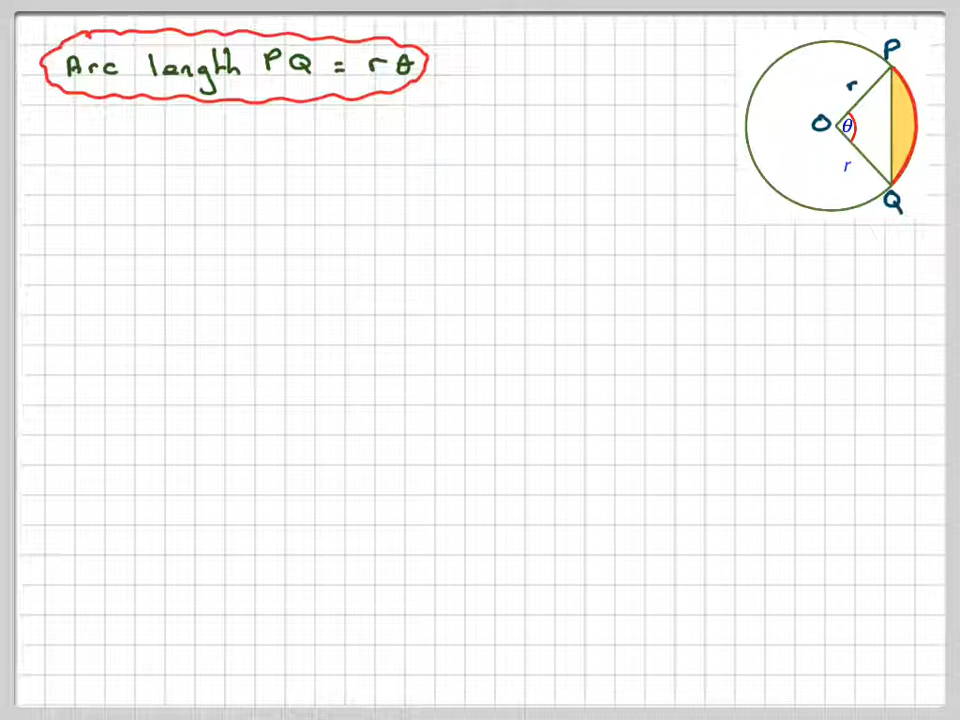 Arc length PQ = rθ
P
r
O
θ
r
Q